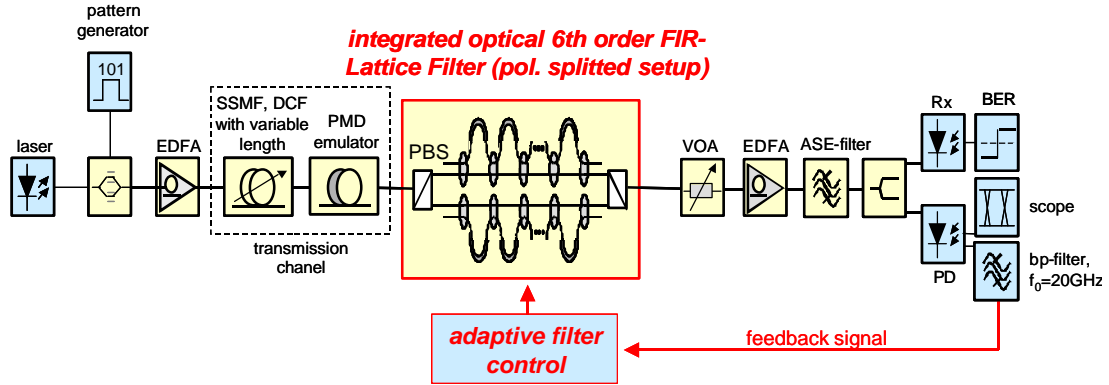 pattern
generator
101
integrated optical 6th order FIR-
Lattice Filter (pol. splitted setup)
laser
EDFA
SSMF, DCF
with variable
length
PMD
emulator
transmission
chanel
PBS
VOA
EDFA
ASE-filter
Rx
BER
scope
PD
bp-filter,
f0=20GHz
adaptive filter
control
feedback signal